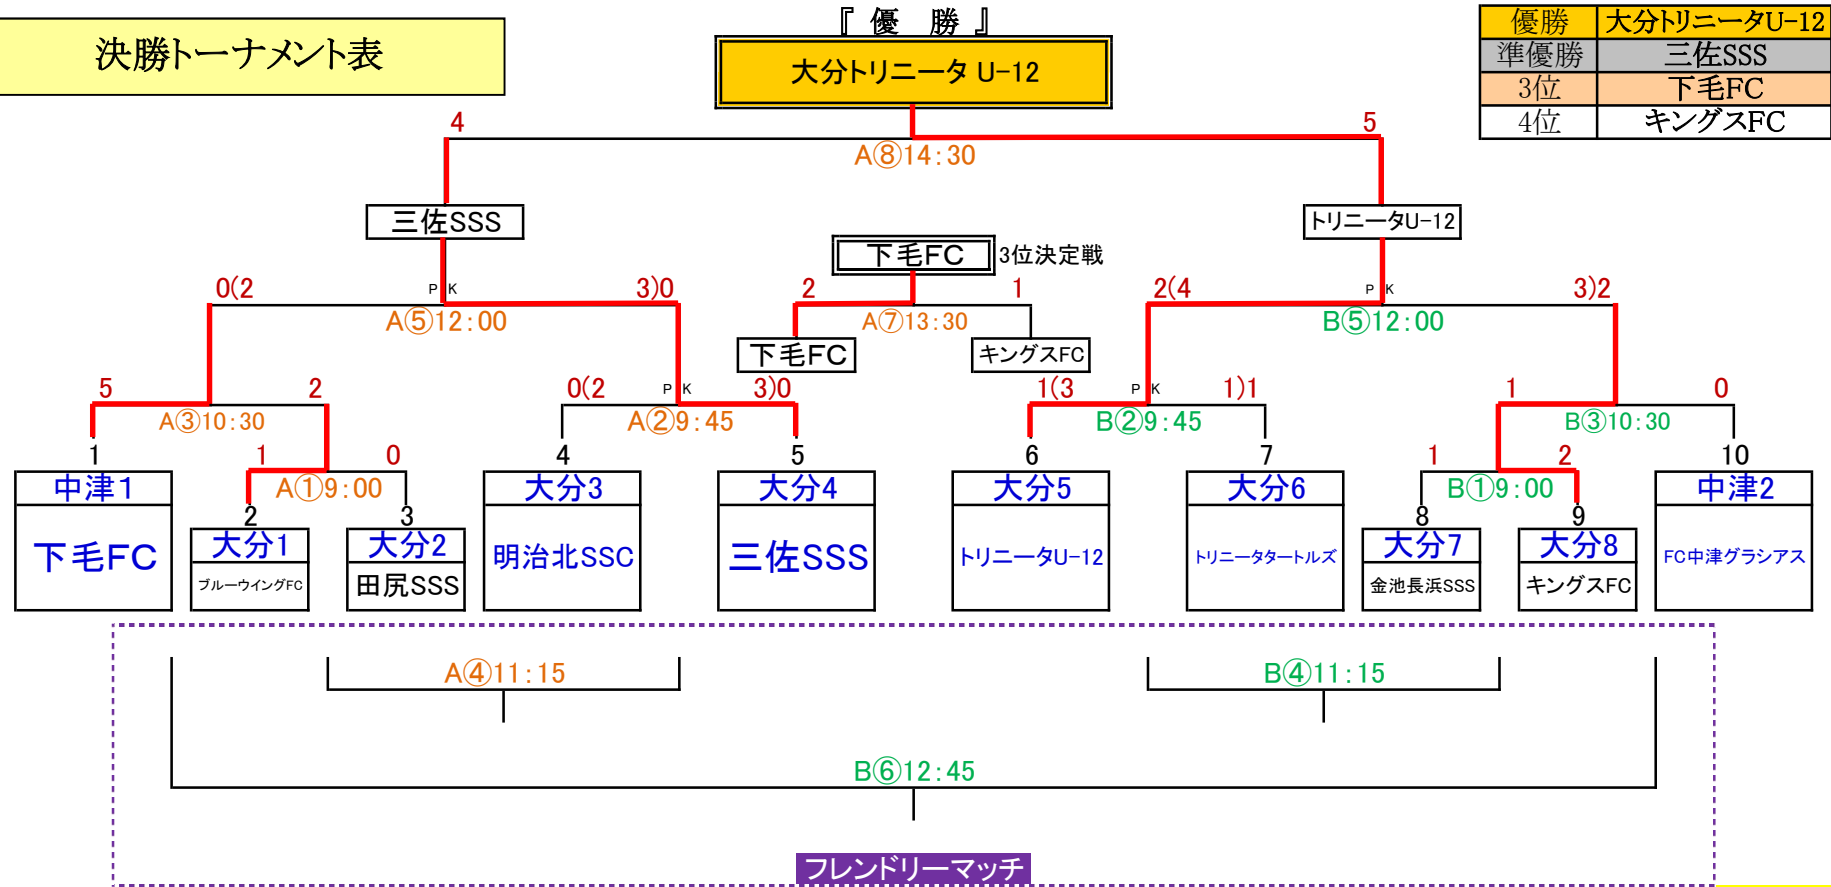 『 優 勝 』
決勝トーナメント表
大分トリニータ U-12
優勝 大分トリニータU-12
準優勝 三佐SSS
3位 下毛FC
4位 キングスFC
4 5
A⑧14:30
三佐SSS トリニータU-12
下毛FC 3位決定戦
0(2 PK 3)0 2 1 2(4 PK 3)2
A⑤12:00 A⑦13:30 B⑤12:00
下毛FC キングスFC
5 2 0(2 PK 3)0 1(3 PK 1)1 1 0
A③10:30 A②9:45 B②9:45 B③10:30
1 1 0 4 5 6 7 1 2 10
A①9:00 B①9:00
中津1 大分3 大分4 大分5 大分6 中津2
2 3 8 9
大分1 大分2 大分7 大分8
下毛FC 明治北SSC 三佐SSS トリニータU-12 トリニータタートルズ FC中津グラシアス
ブルーウイングFC 田尻SSS 金池長浜SSS キングスFC
A④11:15 B④11:15
B⑥12:45
フレンドリーマッチ